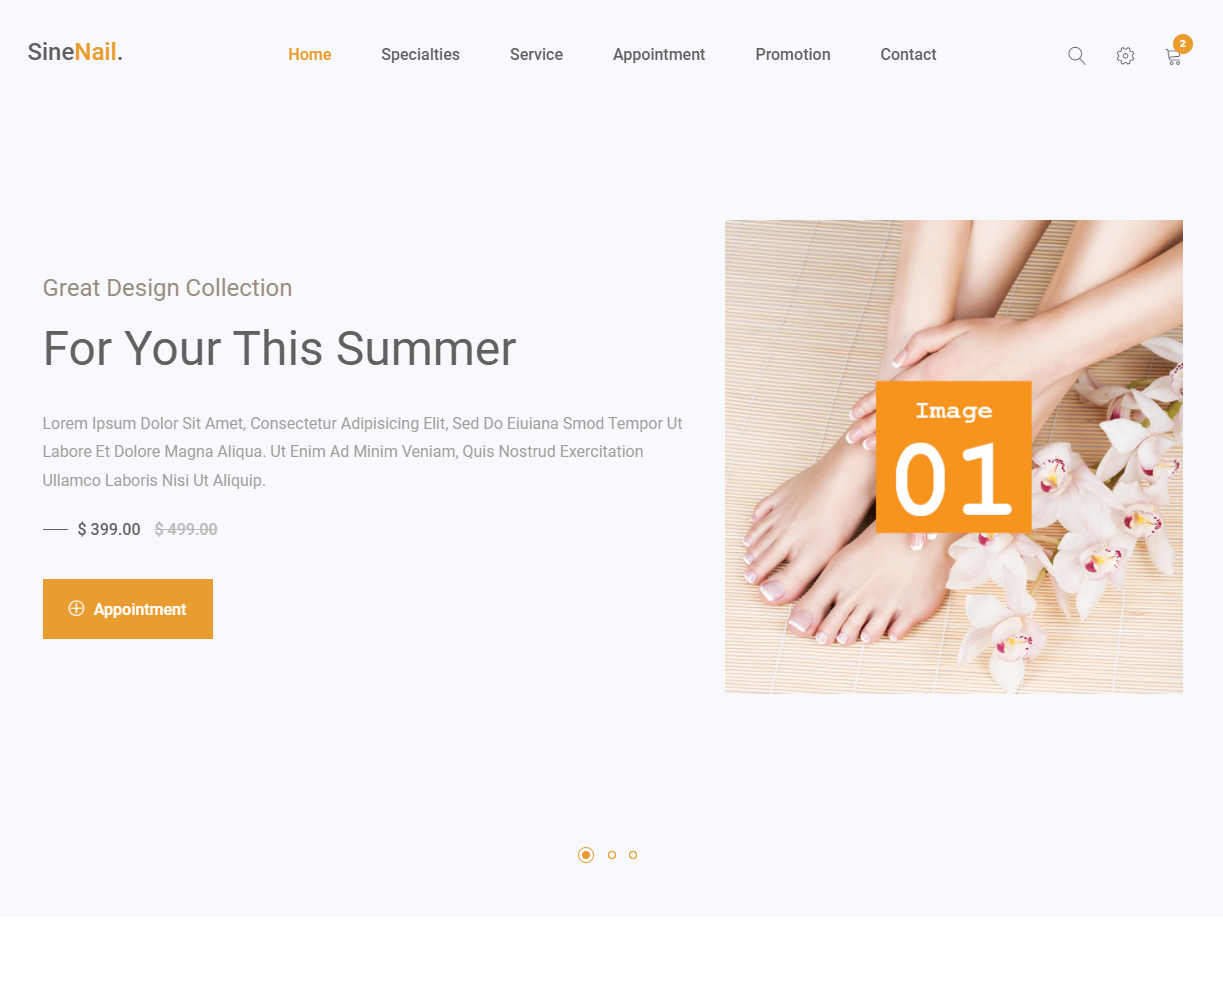 SineNail.
Home Specialties Service Appointment Promotion Contact
2
Great Design Collection
For Your This Summer
Lorem Ipsum Dolor Sit Amet, Consectetur Adipisicing Elit, Sed Do Eiuiana Smod Tempor Ut
Labore Et Dolore Magna Aliqua. Ut Enim Ad Minim Veniam, Quis Nostrud Exercitation
Ullamco Laboris Nisi Ut Aliquip.
$ 399.00 $ 499.00
Appointment
Image
01